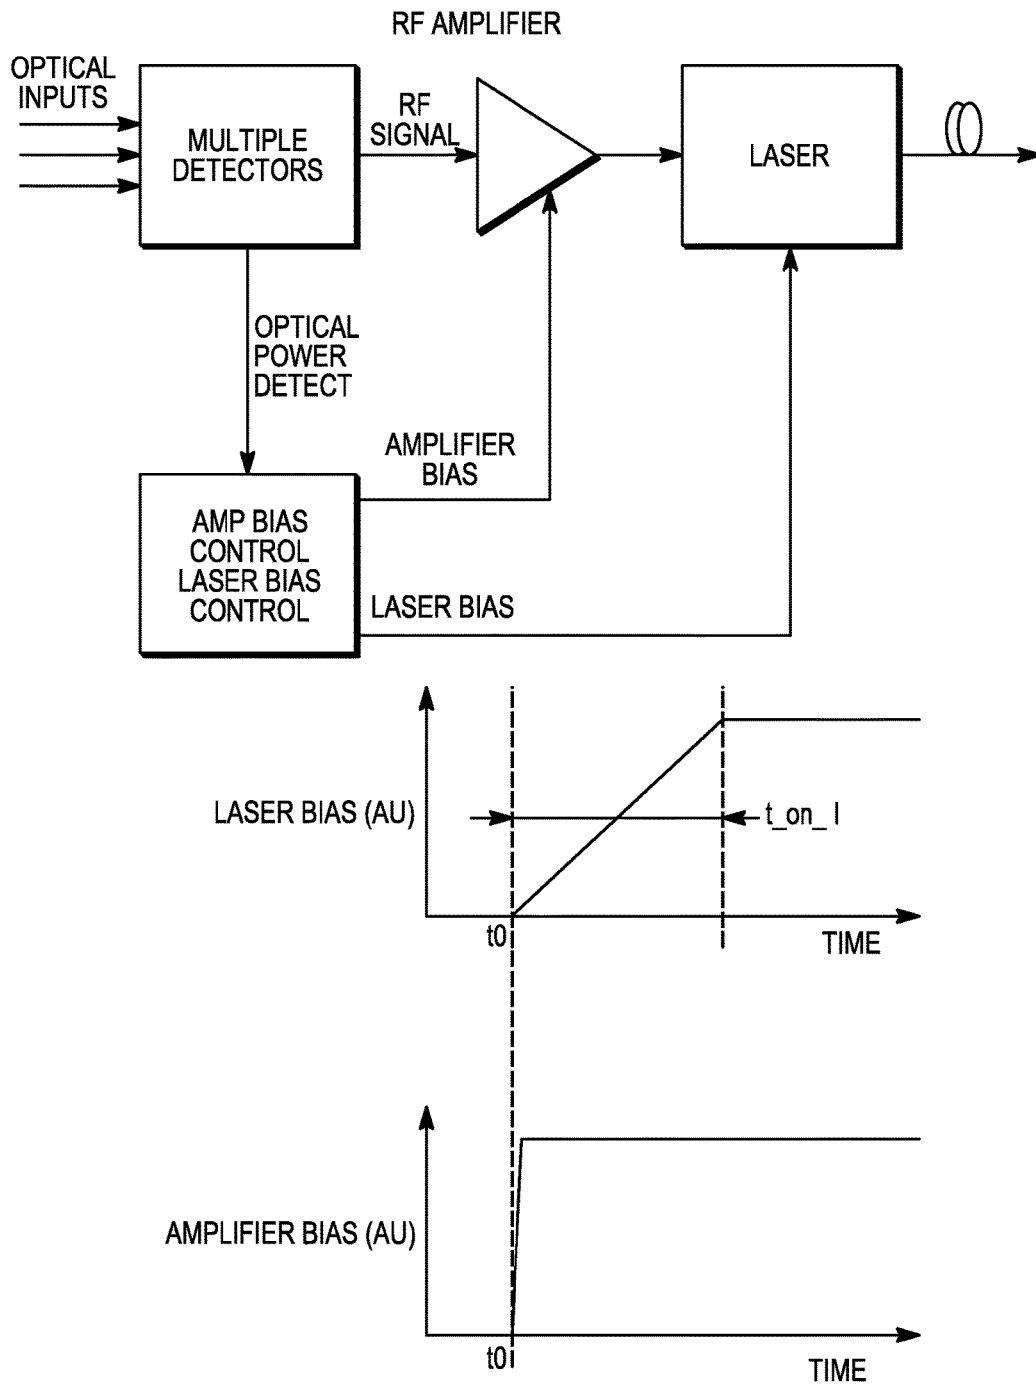 RF AMPLIFIER
OPTICAL
INPUTS
MULTIPLE
DETECTORS
RF
SIGNAL
LASER
OPTICAL
POWER
DETECT
AMPLIFIER
BIAS
AMP BIAS
CONTROL
LASER BIAS
CONTROL
LASER BIAS
LASER BIAS (AU)
t_on_ l
t0
TIME
AMPLIFIER BIAS (AU)
t0
TIME